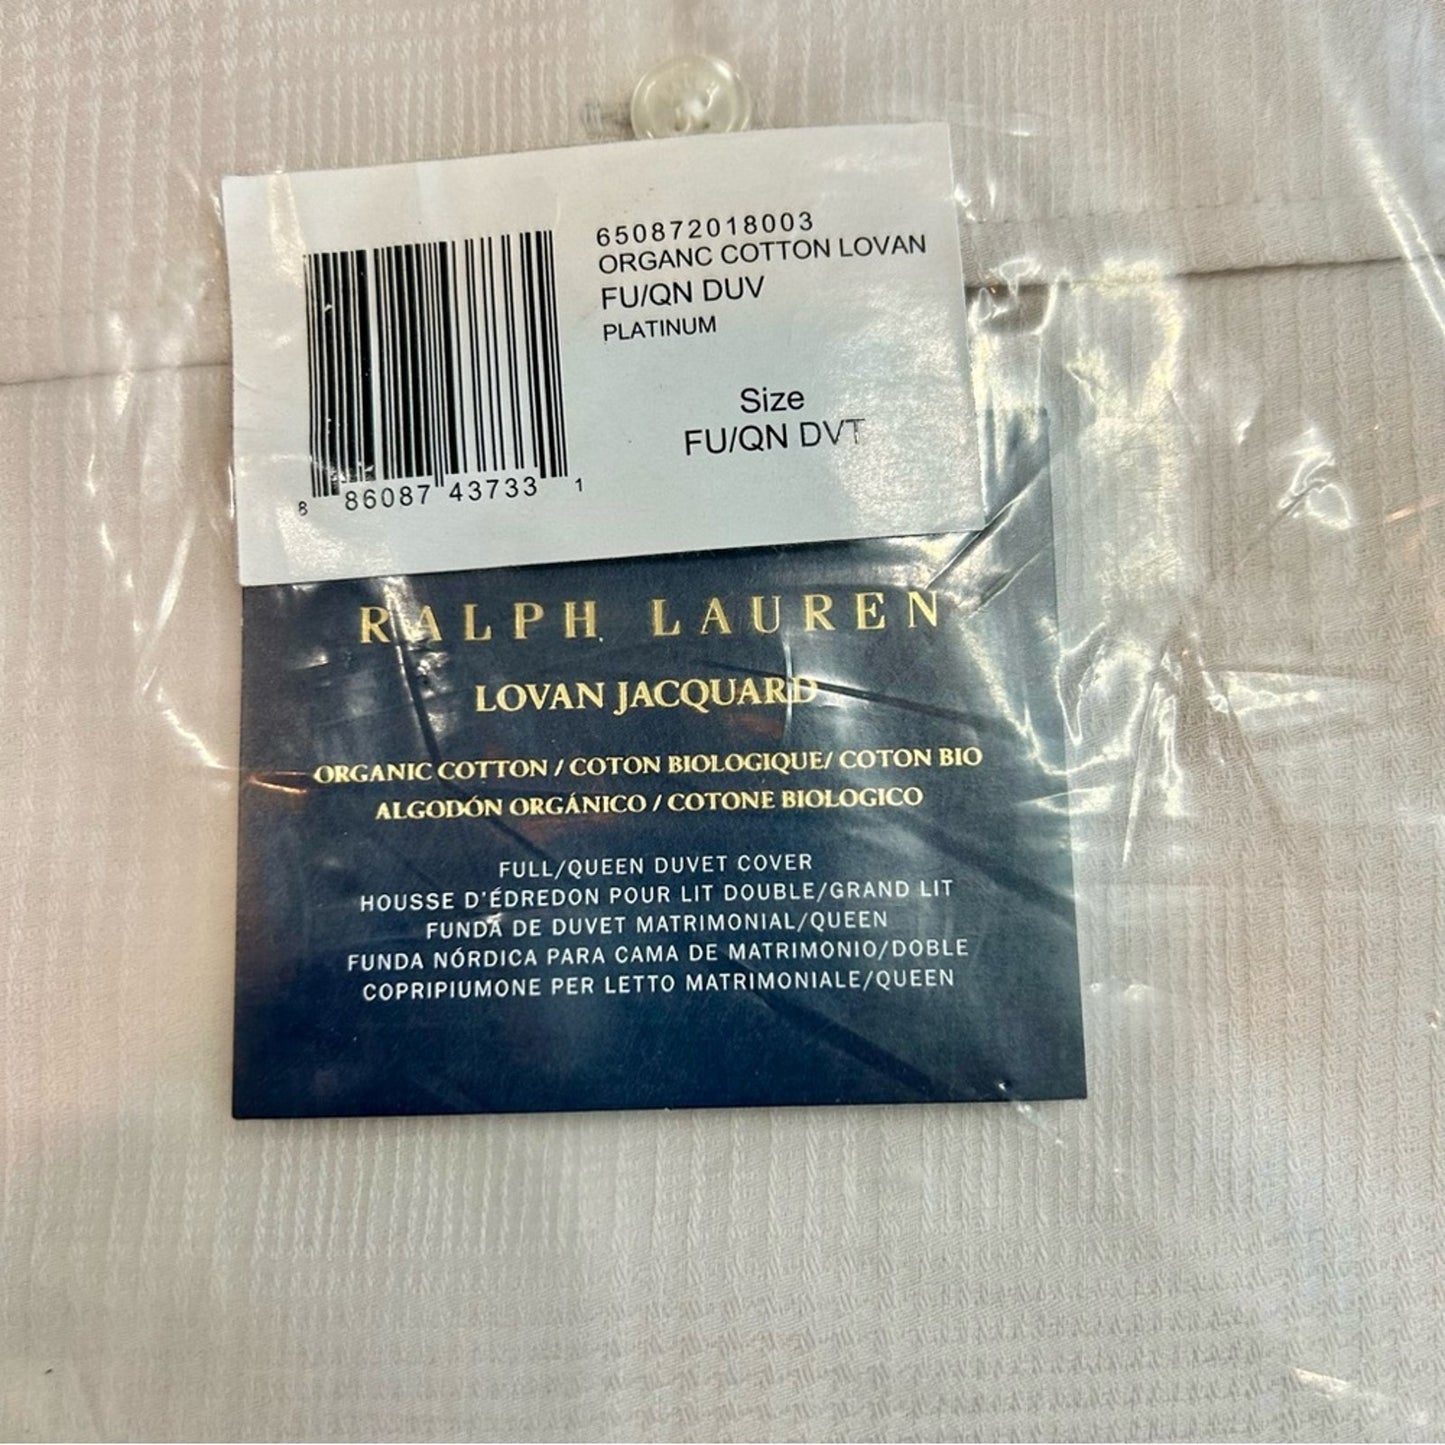 650872018003
ORGANC COTTON LOVAN
FU/QN DUV
PLATINUM
Size
FU/QN DVT
8 86087 43733 1
RALPH LAUREN
LOVAN JACQUARD
ORGANIC COTTON / COTON BIOLOGIQUE/ COTON BIO
ALGODÓN ORGÁNICO / COTONE BIOLOGICO
FULL/QUEEN DUVET COVER
HOUSSE D'ÉDREDON POUR LIT DOUBLE/GRAND LIT
FUNDA DE DUVET MATRIMONIAL/QUEEN
FUNDA NÓRDICA PARA CAMA DE MATRIMONIO/DOBLE
COPRIPIUMONE PER LETTO MATRIMONIALE/QUEEN